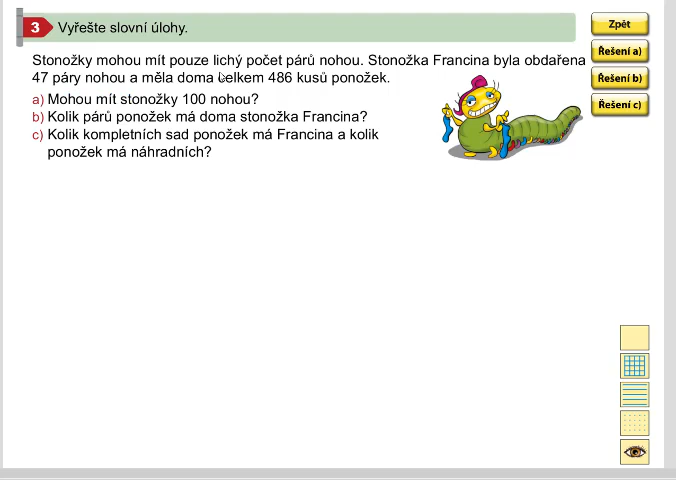 3 Vyřešte slovní úlohy.
Zpět
Řešení a)
Řešení b)
Řešení c)
Stonožky mohou mít pouze lichý počet párů nohou. Stonožka Francina byla obdařena
47 páry nohou a měla doma celkem 486 kusů ponožek.
a) Mohou mít stonožky 100 nohou?
b) Kolik párů ponožek má doma stonožka Francina?
c) Kolik kompletních sad ponožek má Francina a kolik
ponožek má náhradních?